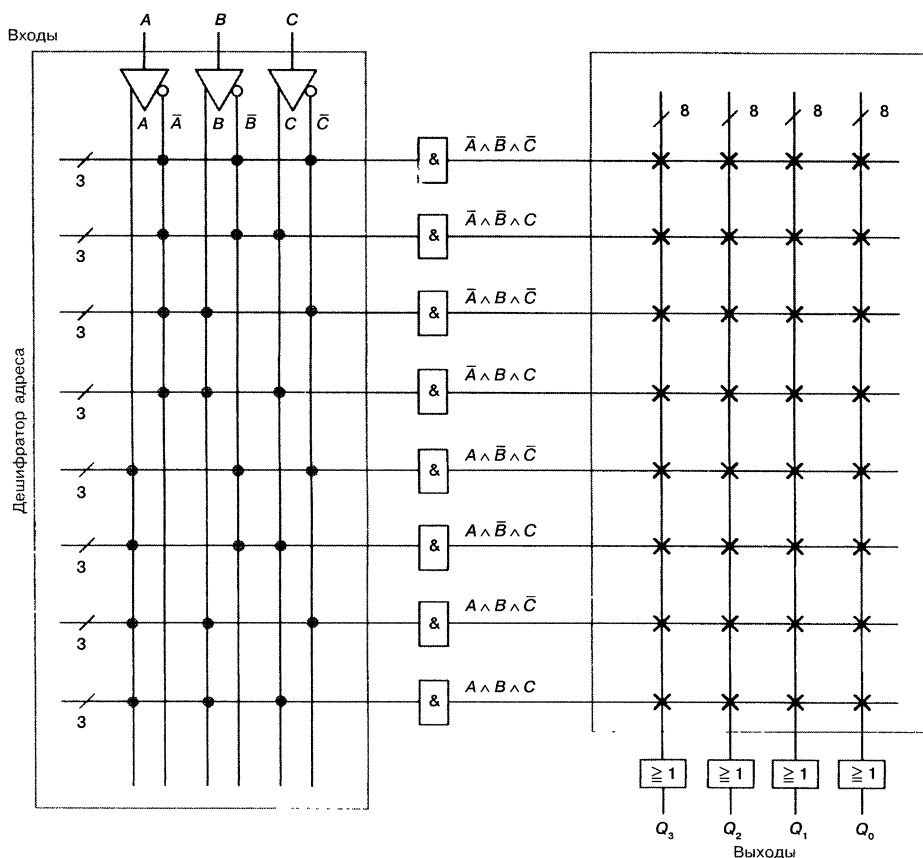 A B C
Входы
A Ā B B̄ C C̄
8 8 8 8
3 & Ā ∧ B̄ ∧ C̄
3 & Ā ∧ B̄ ∧ C
3 & Ā ∧ B ∧ C̄
3 & Ā ∧ B ∧ C
3 & A ∧ B̄ ∧ C̄
3 & A ∧ B̄ ∧ C
3 & A ∧ B ∧ C̄
3 & A ∧ B ∧ C
Дешифратор адреса
≧ 1 ≧ 1 ≧ 1 ≧ 1
Q₃ Q₂ Q₁ Q₀
Выходы